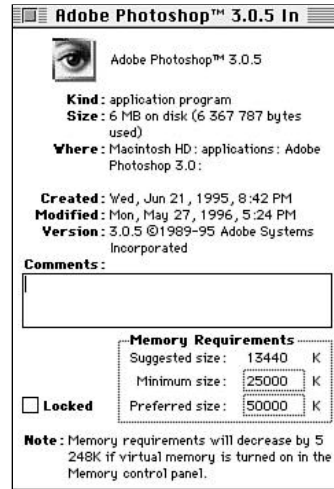 Adobe Photoshop™ 3.0.5 In
Adobe Photoshop™ 3.0.5
Kind: application program
Size: 6 MB on disk (6 367 787 bytes
used)
Where: Macintosh HD: applications: Adobe
Photoshop 3.0:
Created: Wed, Jun 21, 1995, 8:42 PM
Modified: Mon, May 27, 1996, 5:24 PM
Version: 3.0.5 ©1989-95 Adobe Systems
Incorporated
Comments:
Memory Requirements
Suggested size: 13440 K
Minimum size: 25000 K
Locked Preferred size: 50000 K
Note: Memory requirements will decrease by 5
248K if virtual memory is turned on in the
Memory control panel.